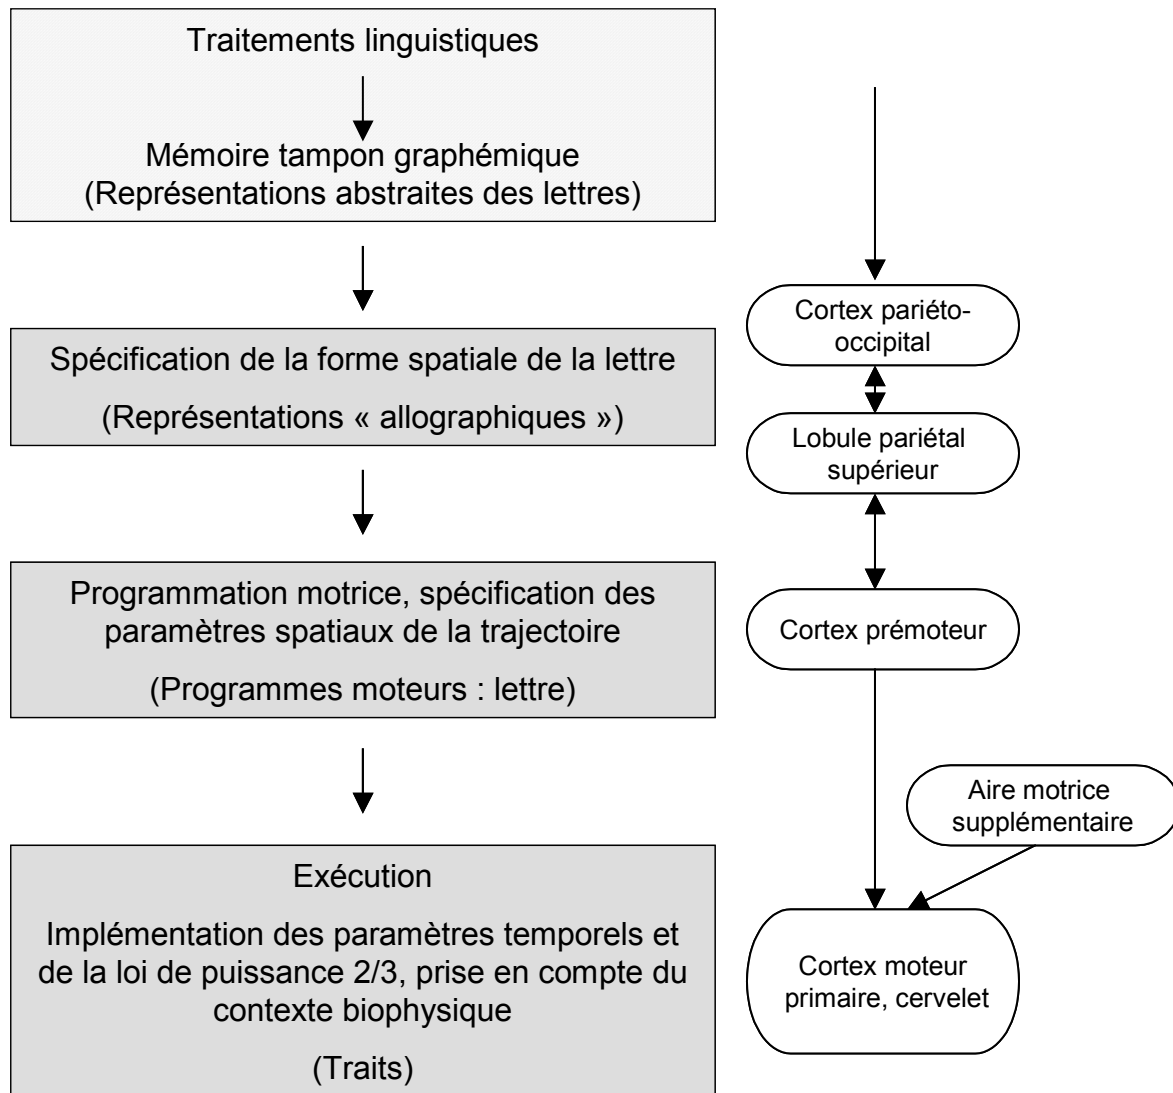 Traitements linguistiques
Mémoire tampon graphémique
(Représentations abstraites des lettres)
Spécification de la forme spatiale de la lettre
(Représentations « allographiques »)
Programmation motrice, spécification des
paramètres spatiaux de la trajectoire
(Programmes moteurs : lettre)
Exécution
Implémentation des paramètres temporels et
de la loi de puissance 2/3, prise en compte du
contexte biophysique
(Traits)
Cortex pariéto-
occipital
Lobule pariétal
supérieur
Cortex prémoteur
Aire motrice
supplémentaire
Cortex moteur
primaire, cervelet